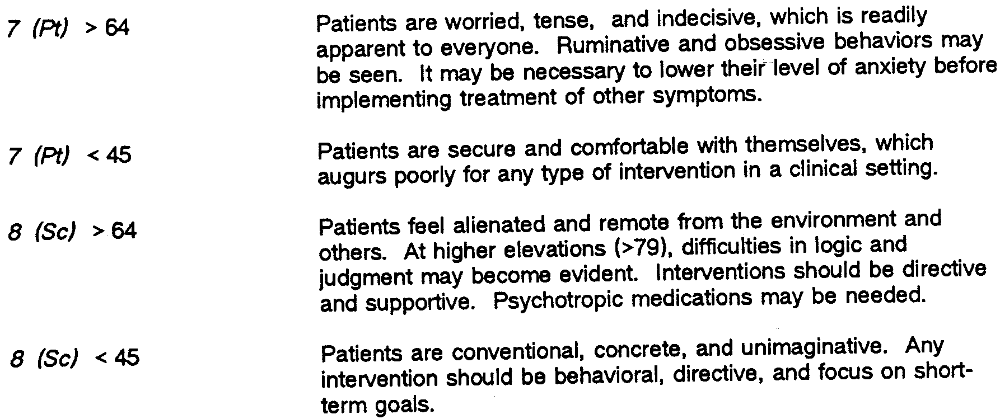 7 (Pt) > 64 Patients are worried, tense, and indecisive, which is readily
apparent to everyone. Ruminative and obsessive behaviors may
be seen. It may be necessary to lower their level of anxiety before
implementing treatment of other symptoms.
7 (Pt) < 45 Patients are secure and comfortable with themselves, which
augurs poorly for any type of intervention in a clinical setting.
8 (Sc) > 64 Patients feel alienated and remote from the environment and
others. At higher elevations (>79), difficulties in logic and
judgment may become evident. Interventions should be directive
and supportive. Psychotropic medications may be needed.
8 (Sc) < 45 Patients are conventional, concrete, and unimaginative. Any
intervention should be behavioral, directive, and focus on short-
term goals.